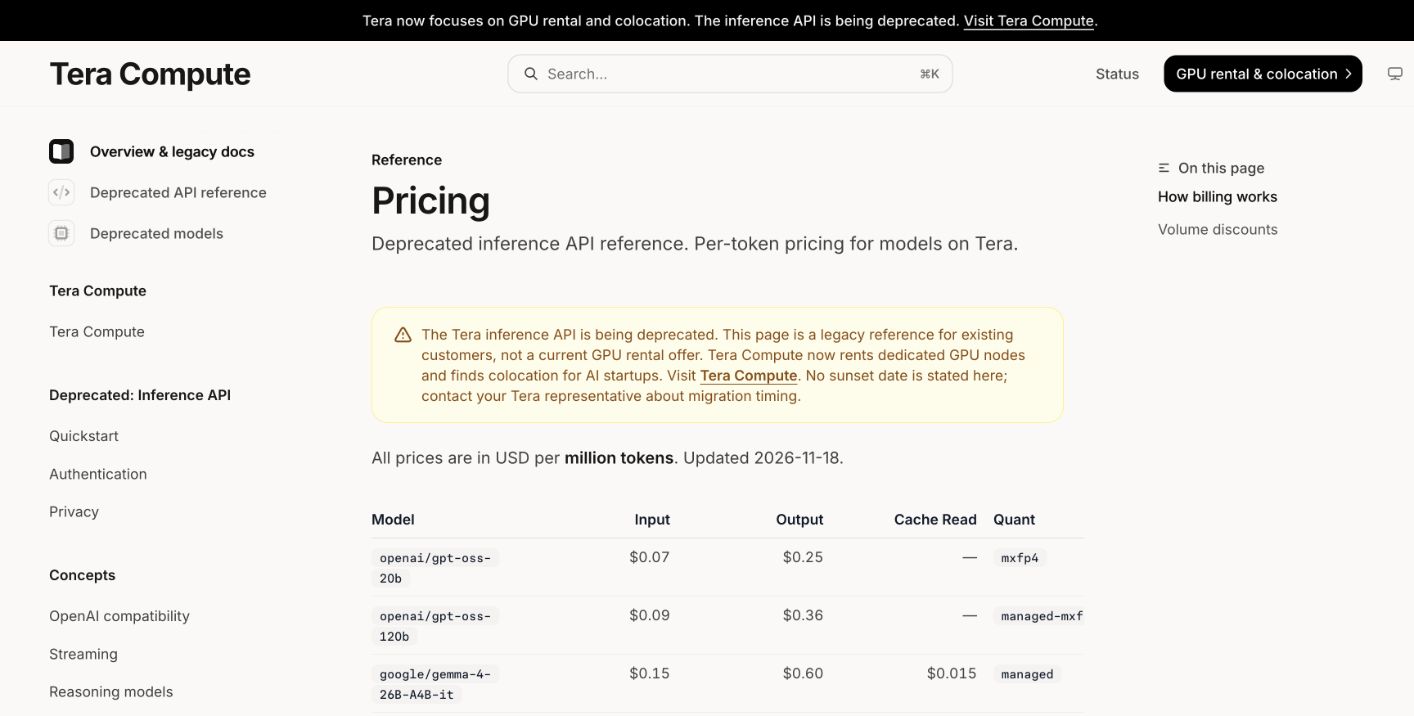 Tera now focuses on GPU rental and colocation. The inference API is being deprecated. Visit Tera Compute.
Tera Compute
Search...
⌘K
Status
GPU rental & colocation
Overview & legacy docs
Deprecated API reference
Deprecated models
Tera Compute
Tera Compute
Deprecated: Inference API
Quickstart
Authentication
Privacy
Concepts
OpenAI compatibility
Streaming
Reasoning models
Reference
Pricing
Deprecated inference API reference. Per-token pricing for models on Tera.
The Tera inference API is being deprecated. This page is a legacy reference for existing
customers, not a current GPU rental offer. Tera Compute now rents dedicated GPU nodes
and finds colocation for AI startups. Visit Tera Compute. No sunset date is stated here;
contact your Tera representative about migration timing.
All prices are in USD per million tokens. Updated 2026-11-18.
Model Input Output Cache Read Quant
openai/gpt-oss- $0.07 $0.25 — mxfp4
20b
openai/gpt-oss- $0.09 $0.36 — managed-mxf
120b
google/gemma-4- $0.15 $0.60 $0.015 managed
26B-A4B-it
On this page
How billing works
Volume discounts